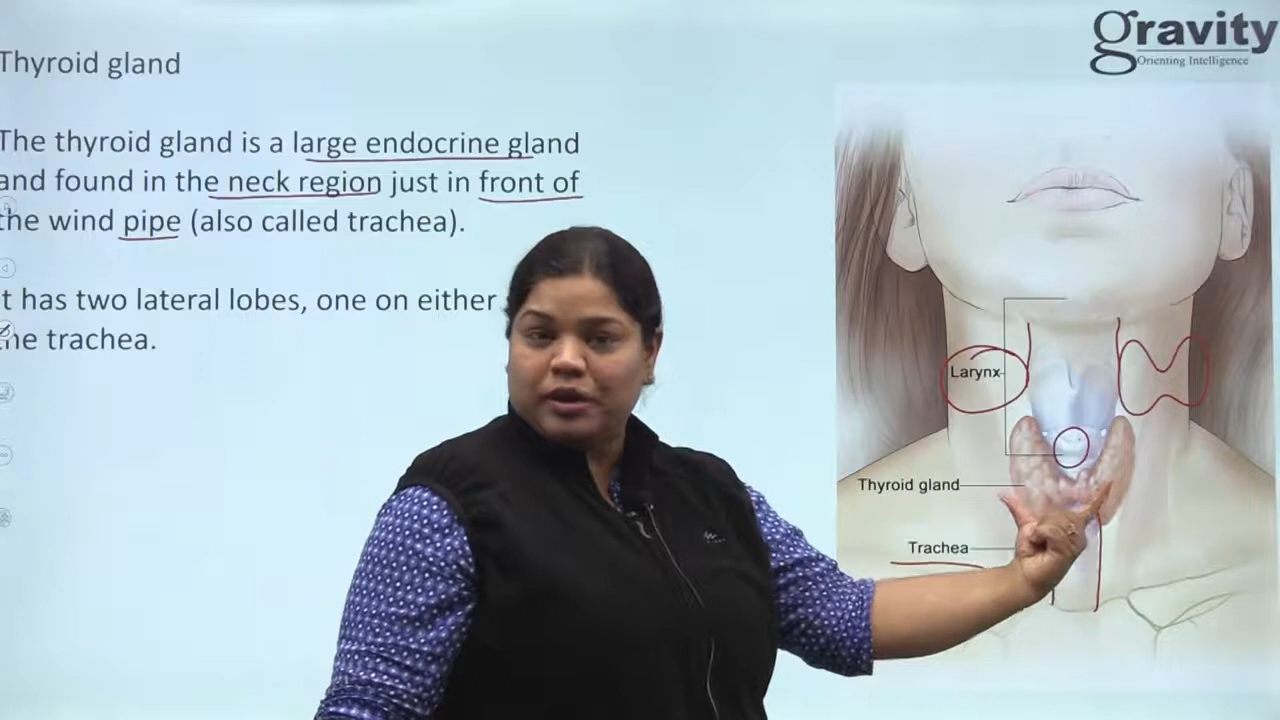 gravity
Orienting Intelligence
Thyroid gland
The thyroid gland is a large endocrine gland
and found in the neck region just in front of
the wind pipe (also called trachea).
t has two lateral lobes, one on either
he trachea.
Larynx
Thyroid gland
Trachea